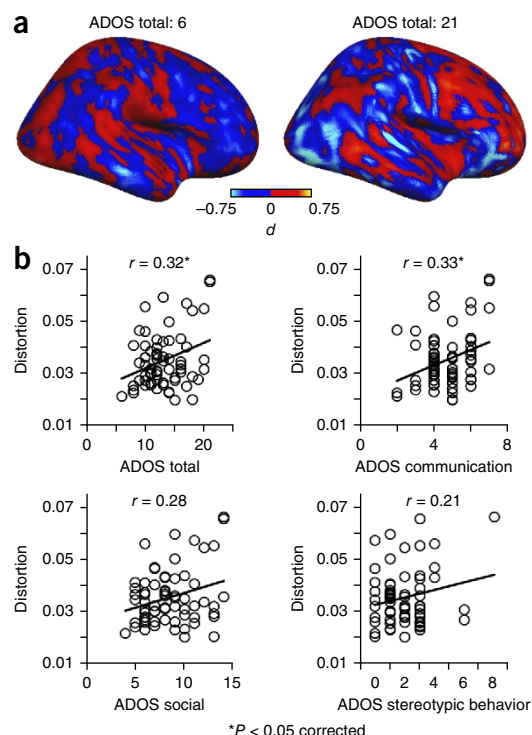 a
ADOS total: 6
ADOS total: 21
–0.75 0 0.75
d
b
r = 0.32*
0.07
0.05
0.03
0.01
Distortion
0 10 20
ADOS total
r = 0.33*
0.07
0.05
0.03
0.01
Distortion
0 4 8
ADOS communication
r = 0.28
0.07
0.05
0.03
0.01
Distortion
0 5 10 15
ADOS social
r = 0.21
0.07
0.05
0.03
0.01
Distortion
0 2 4 6 8
ADOS stereotypic behavior
*P < 0.05 corrected